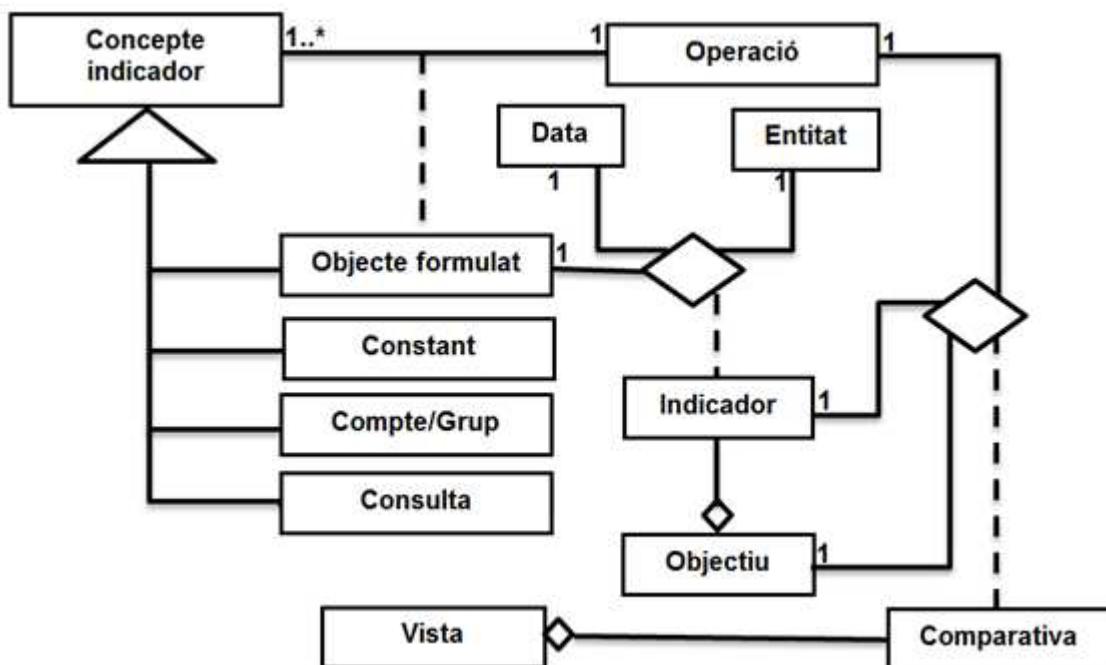 Concepte
indicador
1..*
1
Operació
1
Data
Entitat
1
1
Objecte formulat
1
Constant
Indicador
1
Compte/Grup
Consulta
Objectiu
1
Vista
Comparativa